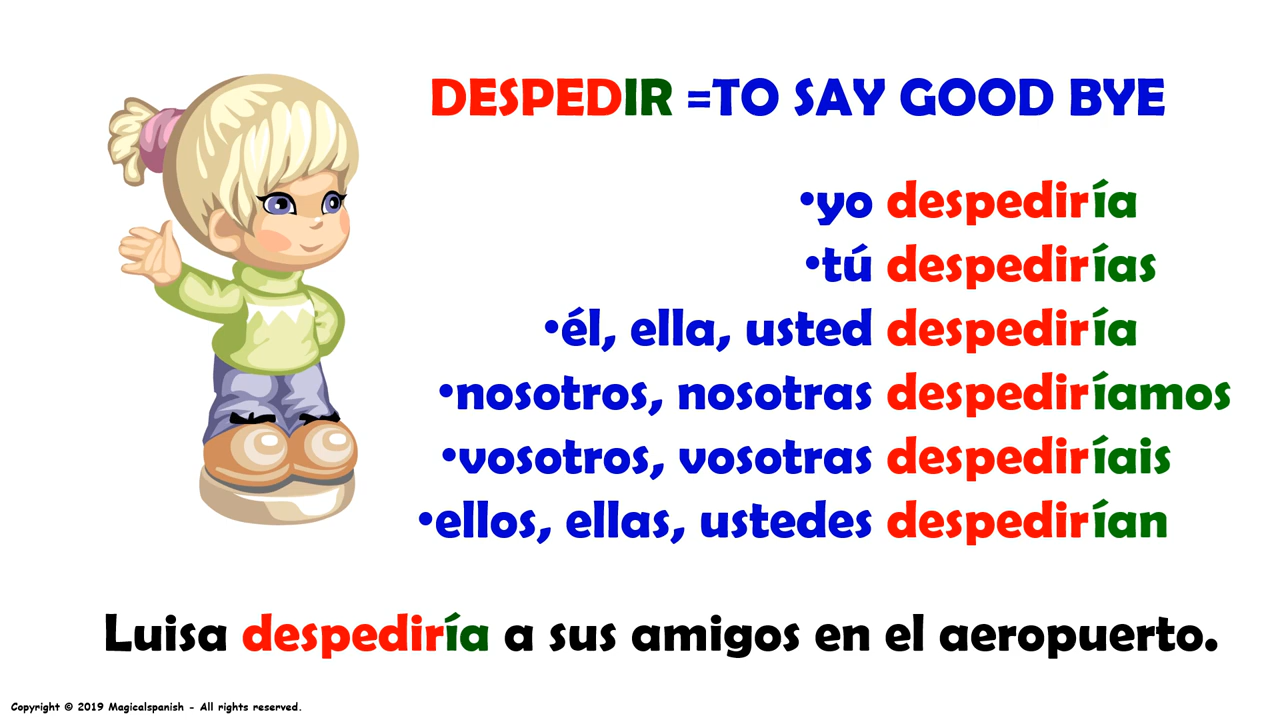 DESPEDIR =TO SAY GOOD BYE
•yo despediría
•tú despedirías
•él, ella, usted despediría
•nosotros, nosotras despediríamos
•vosotros, vosotras despediríais
•ellos, ellas, ustedes despedirían
Luisa despediría a sus amigos en el aeropuerto.
Copyright © 2019 Magicalspanish - All rights reserved.